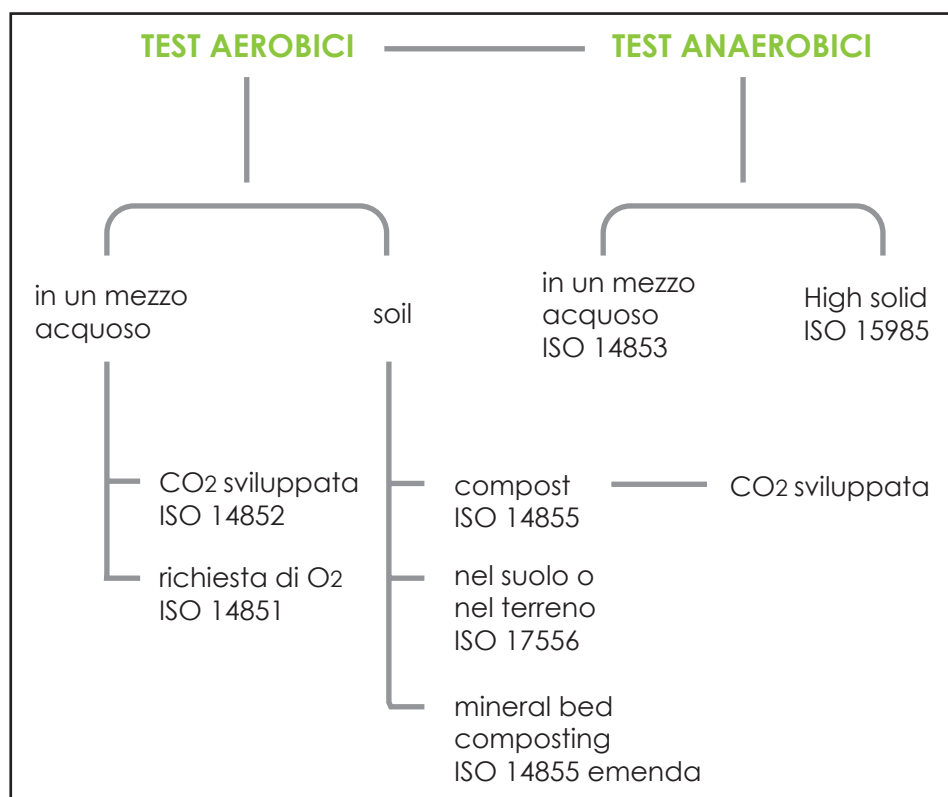 TEST AEROBICI
TEST ANAEROBICI
in un mezzo
acquoso
soil
in un mezzo
acquoso
ISO 14853
High solid
ISO 15985
CO2 sviluppata
ISO 14852
richiesta di O2
ISO 14851
compost
ISO 14855
CO2 sviluppata
nel suolo o
nel terreno
ISO 17556
mineral bed
composting
ISO 14855 emenda